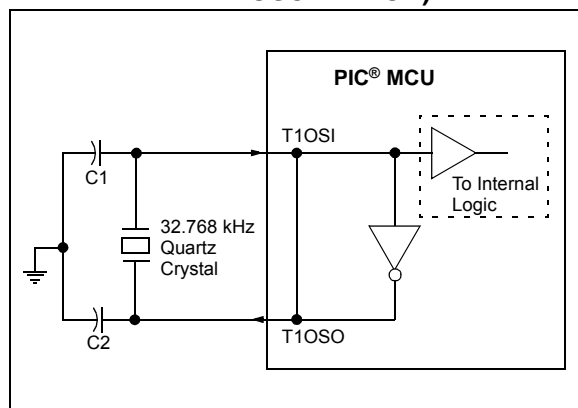 PIC® MCU
T1OSI
C1
To Internal
Logic
32.768 kHz
Quartz
Crystal
C2
T1OSO